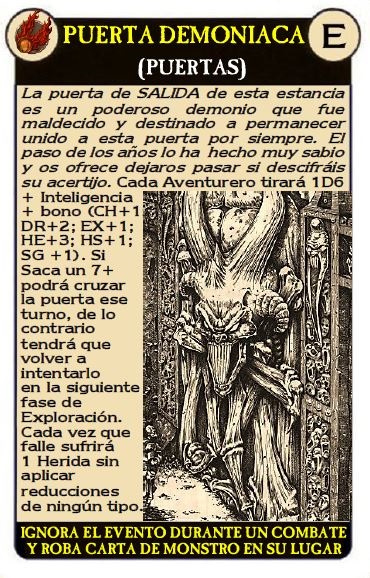 PUERTA DEMONIACA
E
(PUERTAS)
La puerta de SALIDA de esta estancia
es un poderoso demonio que fue
maldecido y destinado a permanecer
unido a esta puerta por siempre. El
paso de los años lo ha hecho muy sabio
y os ofrece dejaros pasar si descifráis
su acertijo. Cada Aventurero tirará 1D6
+ Inteligencia
+ bono (CH+1
DR+2; EX+1;
HE+3; HS+1;
SG +1). Si
Saca un 7+
podrá cruzar
la puerta ese
turno, de lo
contrario
tendrá que
volver a
intentarlo
en la siguiente
fase de
Exploración.
Cada vez que
falle sufrirá
1 Herida sin
aplicar
reducciones
de ningún tipo.
IGNORA EL EVENTO DURANTE UN COMBATE
Y ROBA CARTA DE MONSTRO EN SU LUGAR